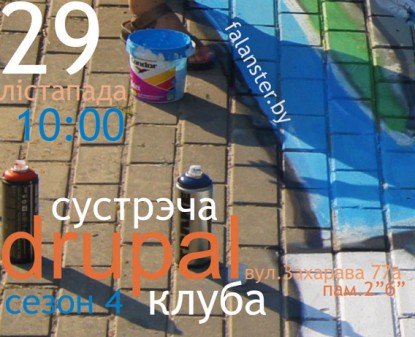 29
лістапада
10:00
falanster.by
сустрэча
drupal
клуба
сезон 4
вул.Захарава 77а
пам.2"б"